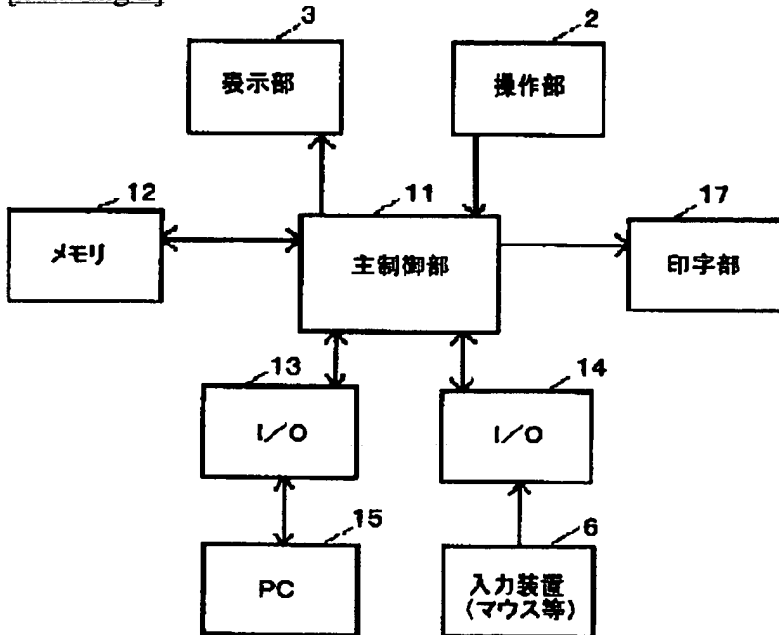 3
2
表示部
操作部
12
11
17
メモリ
主制御部
印字部
13
14
I/O
I/O
15
6
PC
入力装置
(マウス等)